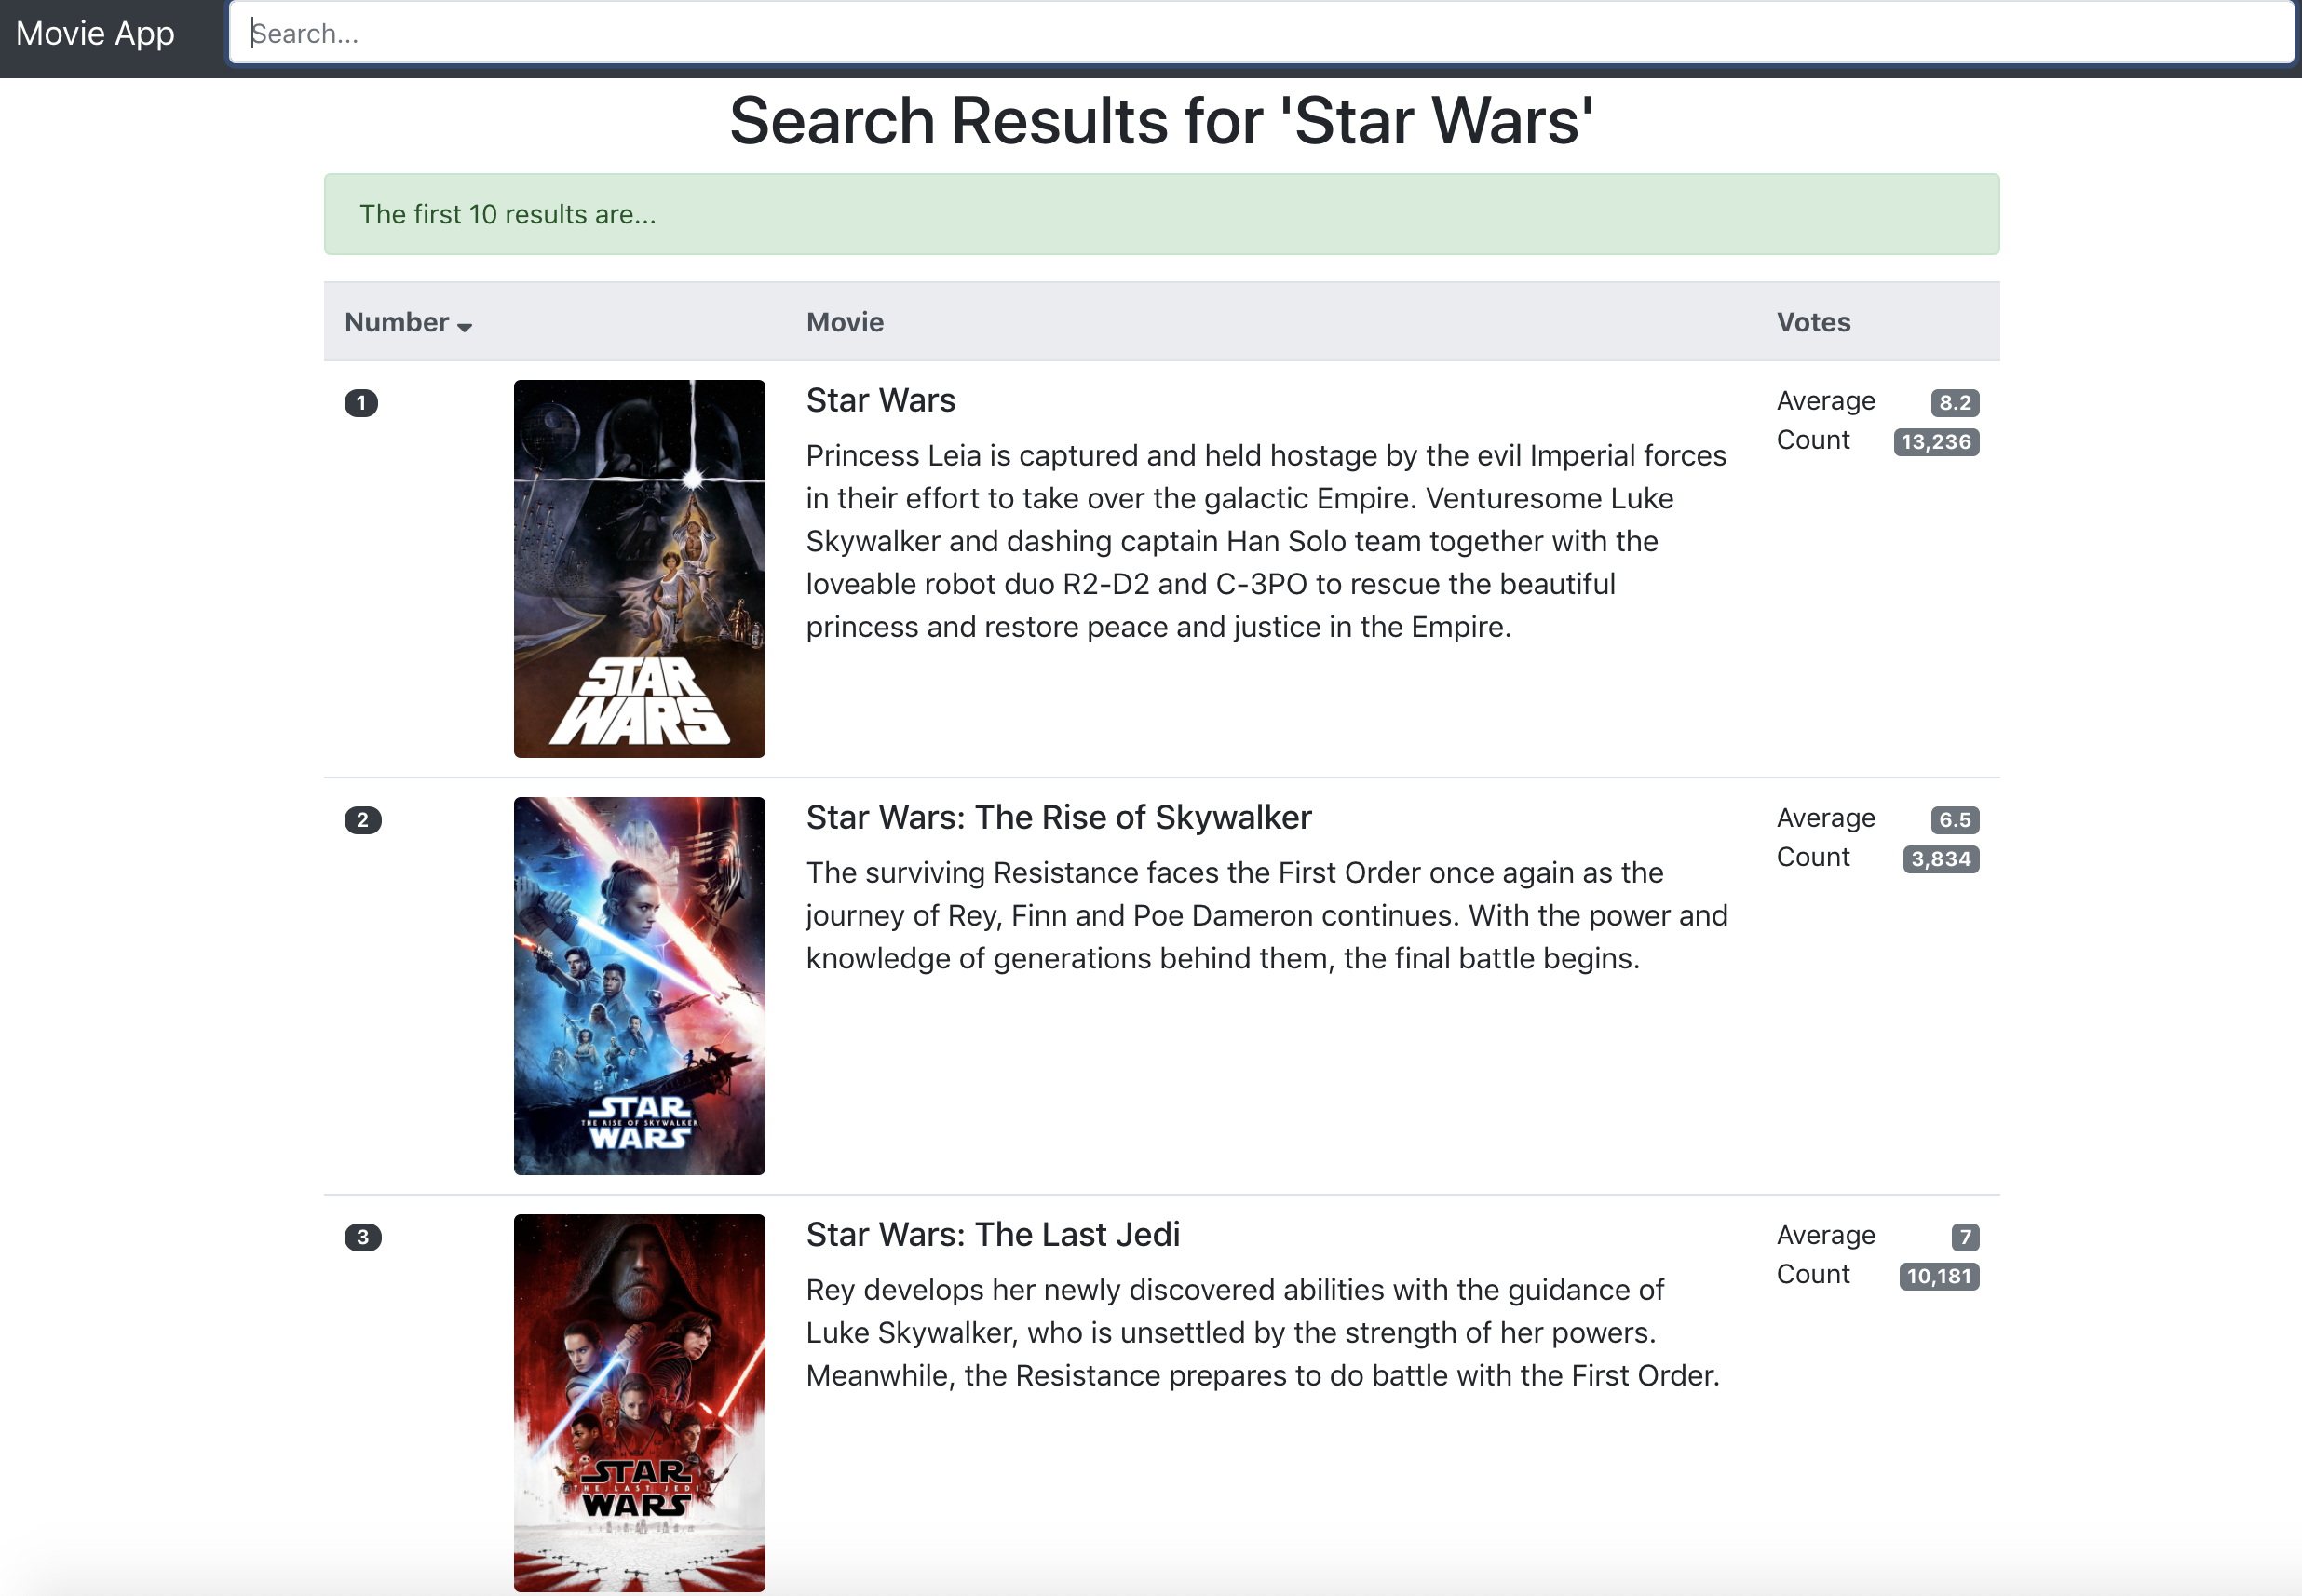 Movie App
Search...
Search Results for 'Star Wars'
The first 10 results are...
Number Movie Votes
1
STAR
WARS
Star Wars
Princess Leia is captured and held hostage by the evil Imperial forces
in their effort to take over the galactic Empire. Venturesome Luke
Skywalker and dashing captain Han Solo team together with the
loveable robot duo R2-D2 and C-3PO to rescue the beautiful
princess and restore peace and justice in the Empire.
Average 8.2
Count 13,236
2
STAR
THE RISE OF SKYWALKER
WARS
Star Wars: The Rise of Skywalker
The surviving Resistance faces the First Order once again as the
journey of Rey, Finn and Poe Dameron continues. With the power and
knowledge of generations behind them, the final battle begins.
Average 6.5
Count 3,834
3
STAR
THE LAST JEDI
WARS
Star Wars: The Last Jedi
Rey develops her newly discovered abilities with the guidance of
Luke Skywalker, who is unsettled by the strength of her powers.
Meanwhile, the Resistance prepares to do battle with the First Order.
Average 7
Count 10,181